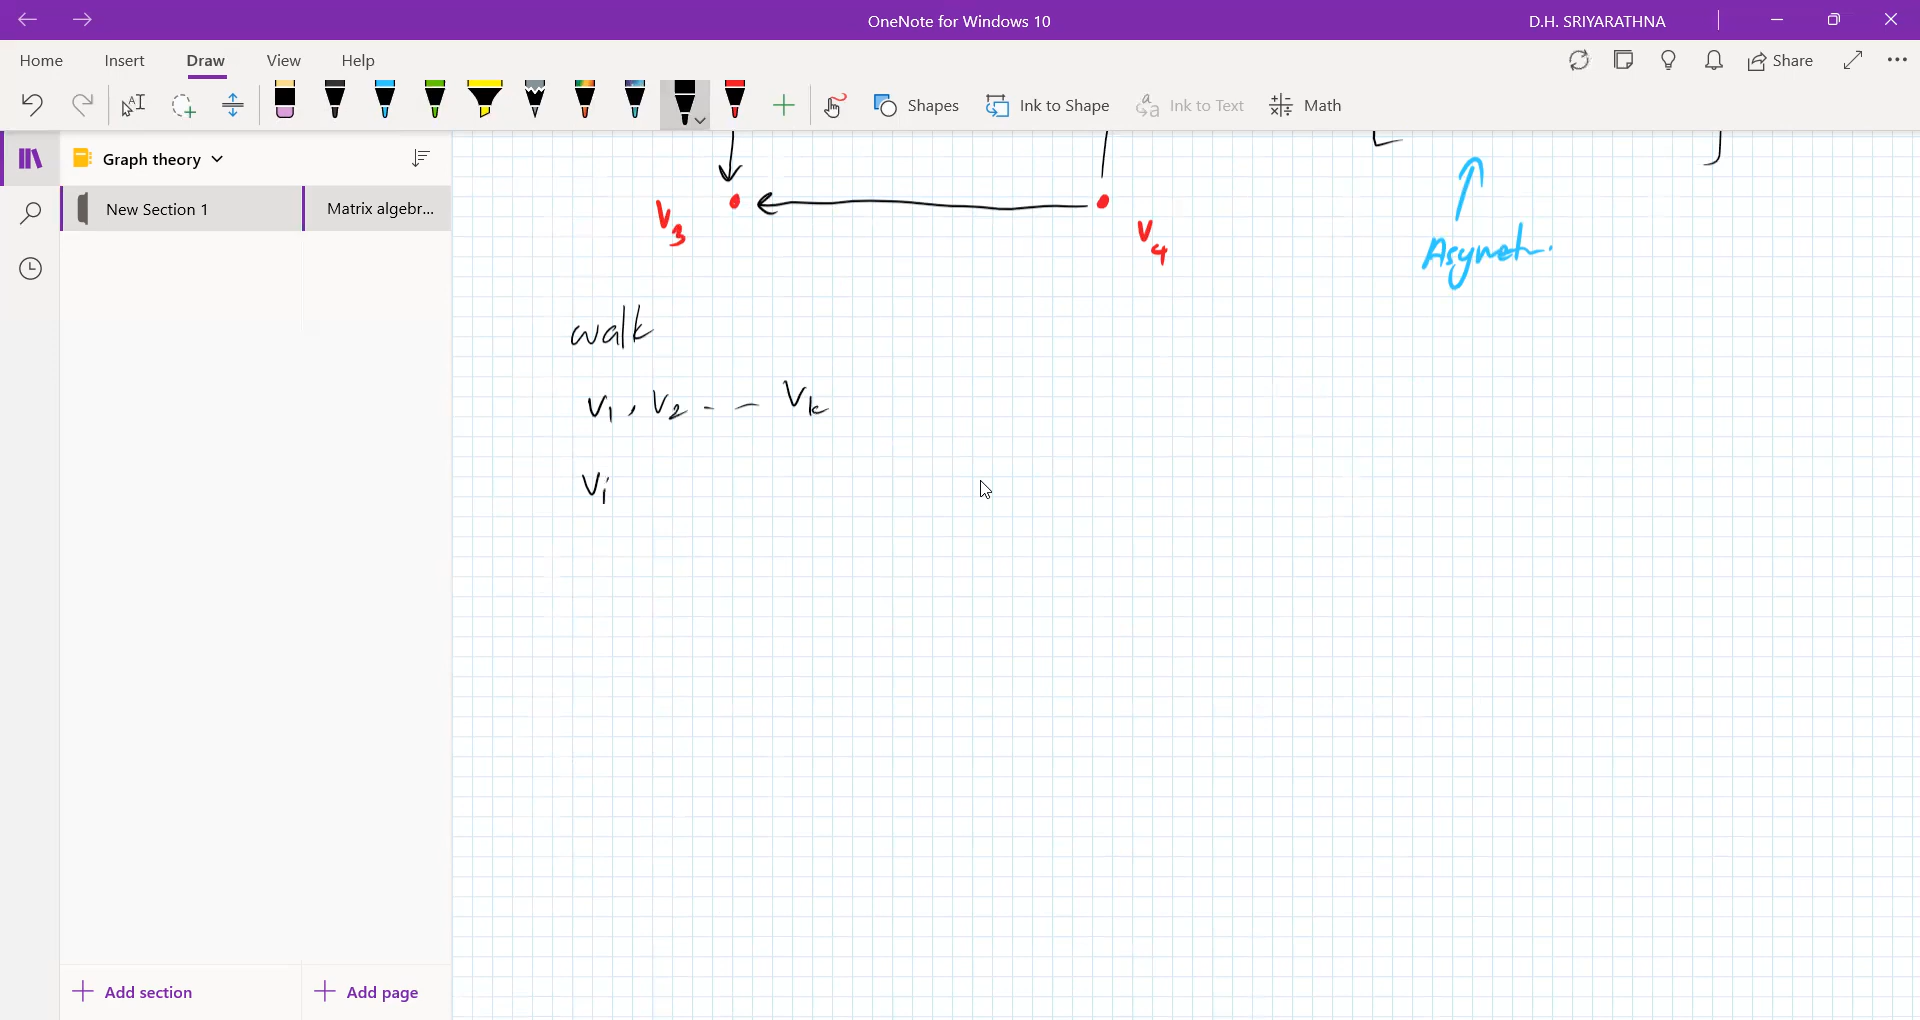 OneNote for Windows 10
D.H. SRIYARATHNA
Home Insert Draw View Help
Share
Shapes Ink to Shape Ink to Text Math
Graph theory
New Section 1
Matrix algebr...
V3
V4
Asymet.
walk
V1, V2 - - Vk
Vi
Add section
Add page